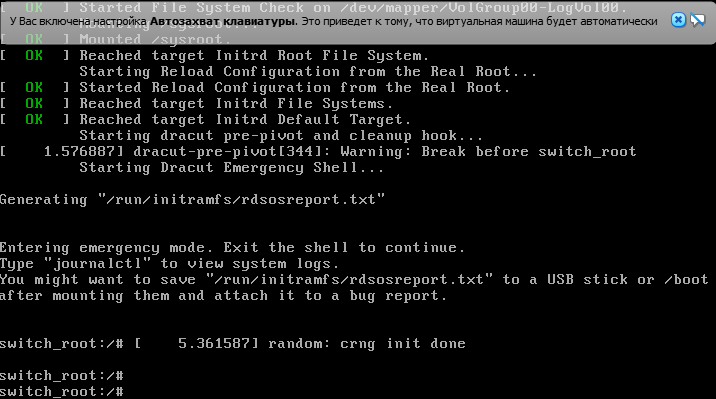 [  OK  ] Started File System Check on /dev/mapper/VolGroup00-LogVol00.
У Вас включена настройка Автозахват клавиатуры. Это приведет к тому, что виртуальная машина будет автоматически
[  OK  ] Mounted /sysroot.
[  OK  ] Reached target Initrd Root File System.
Starting Reload Configuration from the Real Root...
[  OK  ] Started Reload Configuration from the Real Root.
[  OK  ] Reached target Initrd File Systems.
[  OK  ] Reached target Initrd Default Target.
Starting dracut pre-pivot and cleanup hook...
[    1.576887] dracut-pre-pivot[344]: Warning: Break before switch_root
Starting Dracut Emergency Shell...
Generating "/run/initramfs/rdsosreport.txt"
Entering emergency mode. Exit the shell to continue.
Type "journalctl" to view system logs.
You might want to save "/run/initramfs/rdsosreport.txt" to a USB stick or /boot
after mounting them and attach it to a bug report.
switch_root:/# [    5.361587] random: crng init done
switch_root:/#
switch_root:/#